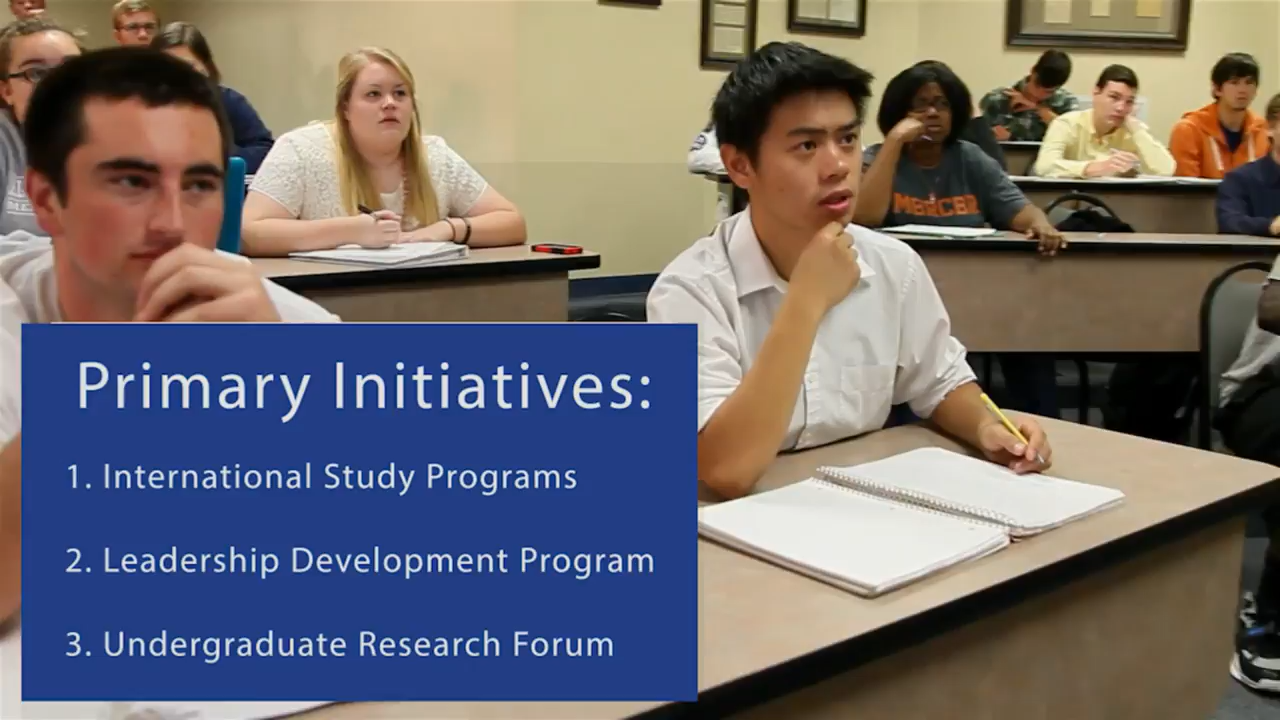 MERCER
Primary Initiatives:
1. International Study Programs
2. Leadership Development Program
3. Undergraduate Research Forum